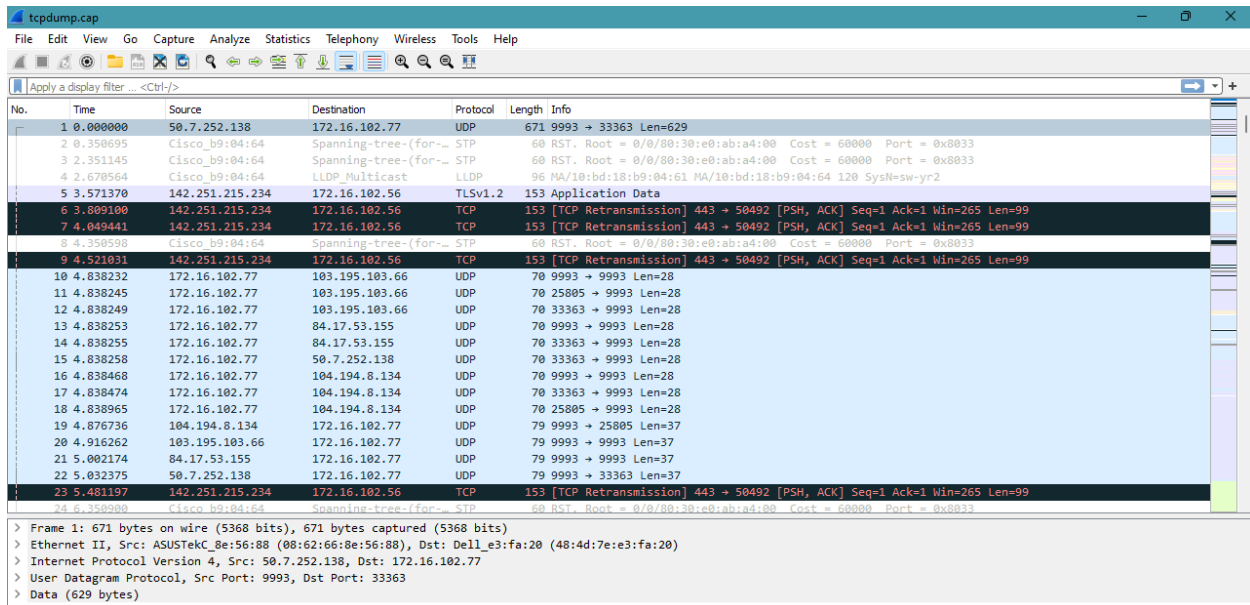 tcpdump.cap
File Edit View Go Capture Analyze Statistics Telephony Wireless Tools Help
Apply a display filter ... <Ctrl-/>
No. Time Source Destination Protocol Length Info
1 0.000000 50.7.252.138 172.16.102.77 UDP 671 9993 → 33363 Len=629
2 0.350695 Cisco_b9:04:64 Spanning-tree-(for-… STP 60 RST. Root = 0/0/80:30:e0:ab:a4:00 Cost = 60000 Port = 0x8033
3 2.351145 Cisco_b9:04:64 Spanning-tree-(for-… STP 60 RST. Root = 0/0/80:30:e0:ab:a4:00 Cost = 60000 Port = 0x8033
4 2.670564 Cisco_b9:04:64 LLDP_Multicast LLDP 96 MA/10:bd:18:b9:04:61 MA/10:bd:18:b9:04:64 120 SysN=sw-yr2
5 3.571370 142.251.215.234 172.16.102.56 TLSv1.2 153 Application Data
6 3.809100 142.251.215.234 172.16.102.56 TCP 153 [TCP Retransmission] 443 → 50492 [PSH, ACK] Seq=1 Ack=1 Win=265 Len=99
7 4.049441 142.251.215.234 172.16.102.56 TCP 153 [TCP Retransmission] 443 → 50492 [PSH, ACK] Seq=1 Ack=1 Win=265 Len=99
8 4.350598 Cisco_b9:04:64 Spanning-tree-(for-… STP 60 RST. Root = 0/0/80:30:e0:ab:a4:00 Cost = 60000 Port = 0x8033
9 4.521031 142.251.215.234 172.16.102.56 TCP 153 [TCP Retransmission] 443 → 50492 [PSH, ACK] Seq=1 Ack=1 Win=265 Len=99
10 4.838232 172.16.102.77 103.195.103.66 UDP 70 9993 → 9993 Len=28
11 4.838245 172.16.102.77 103.195.103.66 UDP 70 25805 → 9993 Len=28
12 4.838249 172.16.102.77 103.195.103.66 UDP 70 33363 → 9993 Len=28
13 4.838253 172.16.102.77 84.17.53.155 UDP 70 9993 → 9993 Len=28
14 4.838255 172.16.102.77 84.17.53.155 UDP 70 33363 → 9993 Len=28
15 4.838258 172.16.102.77 50.7.252.138 UDP 70 33363 → 9993 Len=28
16 4.838468 172.16.102.77 104.194.8.134 UDP 70 9993 → 9993 Len=28
17 4.838474 172.16.102.77 104.194.8.134 UDP 70 33363 → 9993 Len=28
18 4.838965 172.16.102.77 104.194.8.134 UDP 70 25805 → 9993 Len=28
19 4.876736 104.194.8.134 172.16.102.77 UDP 79 9993 → 25805 Len=37
20 4.916262 103.195.103.66 172.16.102.77 UDP 79 9993 → 9993 Len=37
21 5.002174 84.17.53.155 172.16.102.77 UDP 79 9993 → 9993 Len=37
22 5.032375 50.7.252.138 172.16.102.77 UDP 79 9993 → 33363 Len=37
23 5.481197 142.251.215.234 172.16.102.56 TCP 153 [TCP Retransmission] 443 → 50492 [PSH, ACK] Seq=1 Ack=1 Win=265 Len=99
24 6.350900 Cisco_b9:04:64 Spanning-tree-(for-… STP 60 RST. Root = 0/0/80:30:e0:ab:a4:00 Cost = 60000 Port = 0x8033
Frame 1: 671 bytes on wire (5368 bits), 671 bytes captured (5368 bits)
Ethernet II, Src: ASUSTekC_8e:56:88 (08:62:66:8e:56:88), Dst: Dell_e3:fa:20 (48:4d:7e:e3:fa:20)
Internet Protocol Version 4, Src: 50.7.252.138, Dst: 172.16.102.77
User Datagram Protocol, Src Port: 9993, Dst Port: 33363
Data (629 bytes)